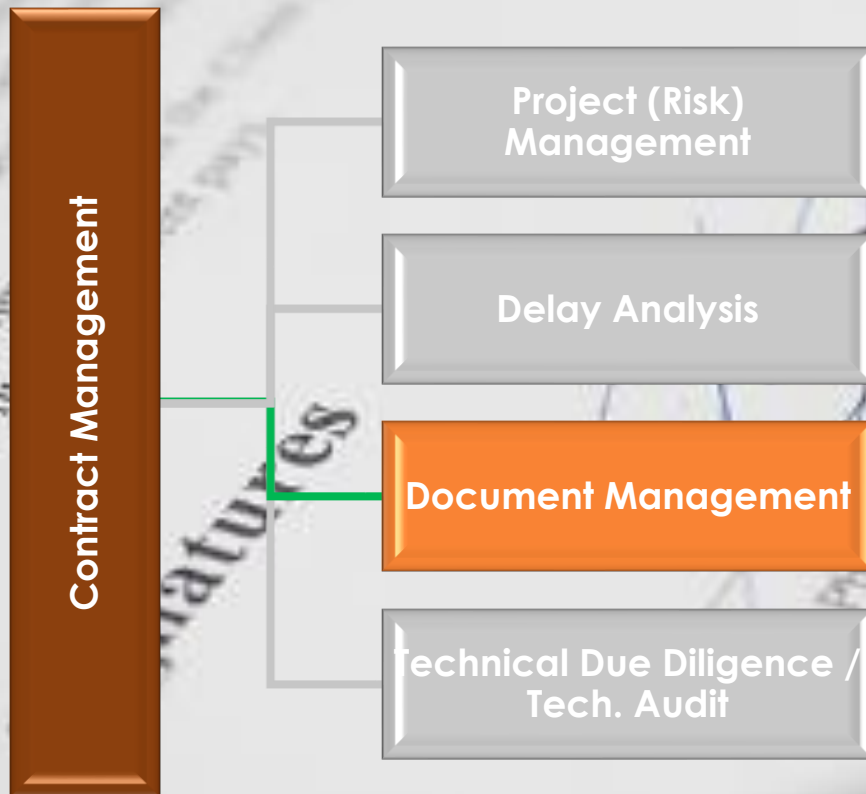 Contract Management
Project (Risk)
Management
Delay Analysis
Document Management
Technical Due Diligence /
Tech. Audit